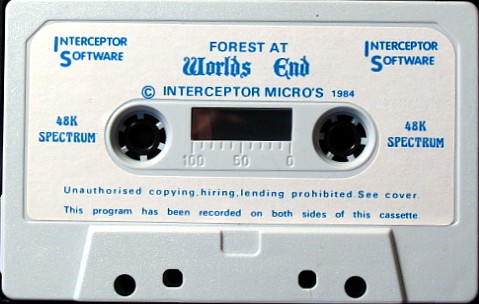 INTERCEPTOR SOFTWARE
FOREST AT
Worlds End
INTERCEPTOR SOFTWARE
© INTERCEPTOR MICRO'S 1984
48K SPECTRUM
48K SPECTRUM
100 50 0
Unauthorised copying,hiring,lending prohibited.See cover.
This program has been recorded on both sides of this cassette.